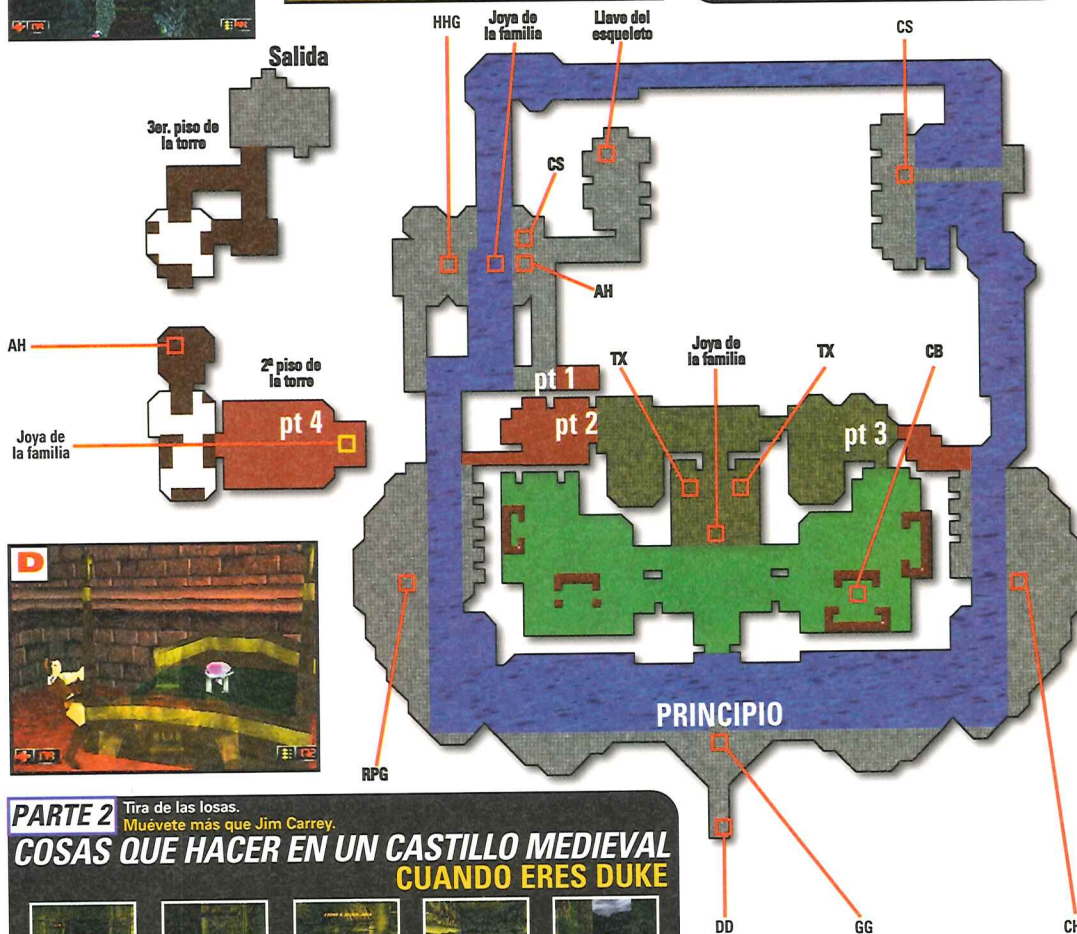 HHG
Joya de
la familia
Llave del
esqueleto
CS
Salida
3er. piso de
la torre
CS
AH
AH
2ª piso de
la torre
Joya de
la familia
pt 4
pt 1
pt 2
TX
Joya de
la familia
TX
CB
pt 3
D
PRINCIPIO
RPG
DD
GG
CH
PARTE 2
Tira de las losas.
Muévete más que Jim Carrey.
COSAS QUE HACER EN UN CASTILLO MEDIEVAL
CUANDO ERES DUKE